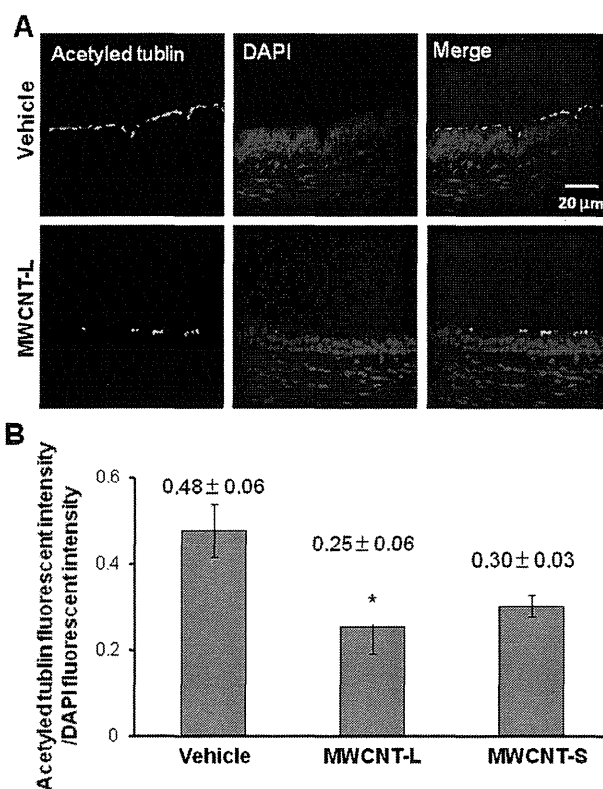 A
Acetyled tublin
DAPI
Merge
Vehicle
20 μm
MWCNT-L
B
Acetyled tublin fluorescent intensity
/DAPI fluorescent intensity
0.6
0.4
0.2
0
0.48 ± 0.06
0.25 ± 0.06
0.30 ± 0.03
*
Vehicle
MWCNT-L
MWCNT-S